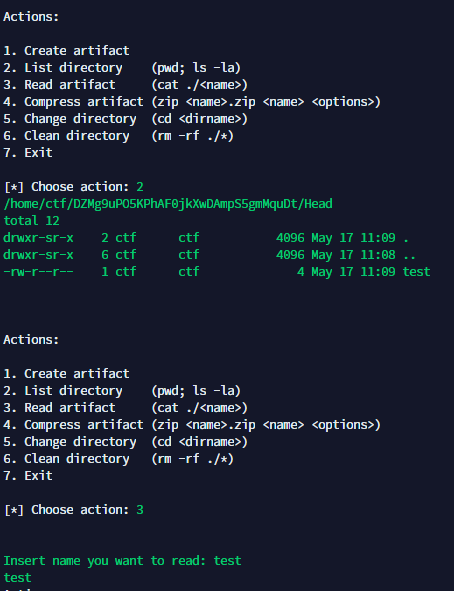 Actions:
1. Create artifact
2. List directory (pwd; ls -la)
3. Read artifact (cat ./<name>)
4. Compress artifact (zip <name>.zip <name> <options>)
5. Change directory (cd <dirname>)
6. Clean directory (rm -rf ./*)
7. Exit
[*] Choose action: 2
/home/ctf/DZMg9uPO5KPhAF0jkXwDAmpS5gmMquDt/Head
total 12
drwxr-sr-x 2 ctf ctf 4096 May 17 11:09 .
drwxr-sr-x 6 ctf ctf 4096 May 17 11:08 ..
-rw-r--r-- 1 ctf ctf 4 May 17 11:09 test
Actions:
1. Create artifact
2. List directory (pwd; ls -la)
3. Read artifact (cat ./<name>)
4. Compress artifact (zip <name>.zip <name> <options>)
5. Change directory (cd <dirname>)
6. Clean directory (rm -rf ./*)
7. Exit
[*] Choose action: 3
Insert name you want to read: test
test